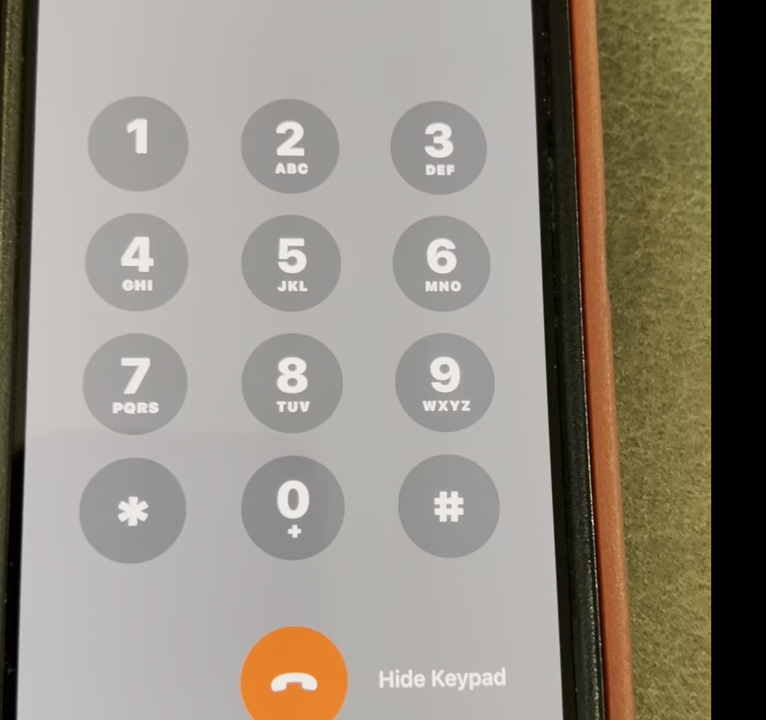 1 2 3
ABC DEF
4 5 6
GHI JKL MNO
7 8 9
PQRS TUV WXYZ
* 0 #
+
Hide Keypad